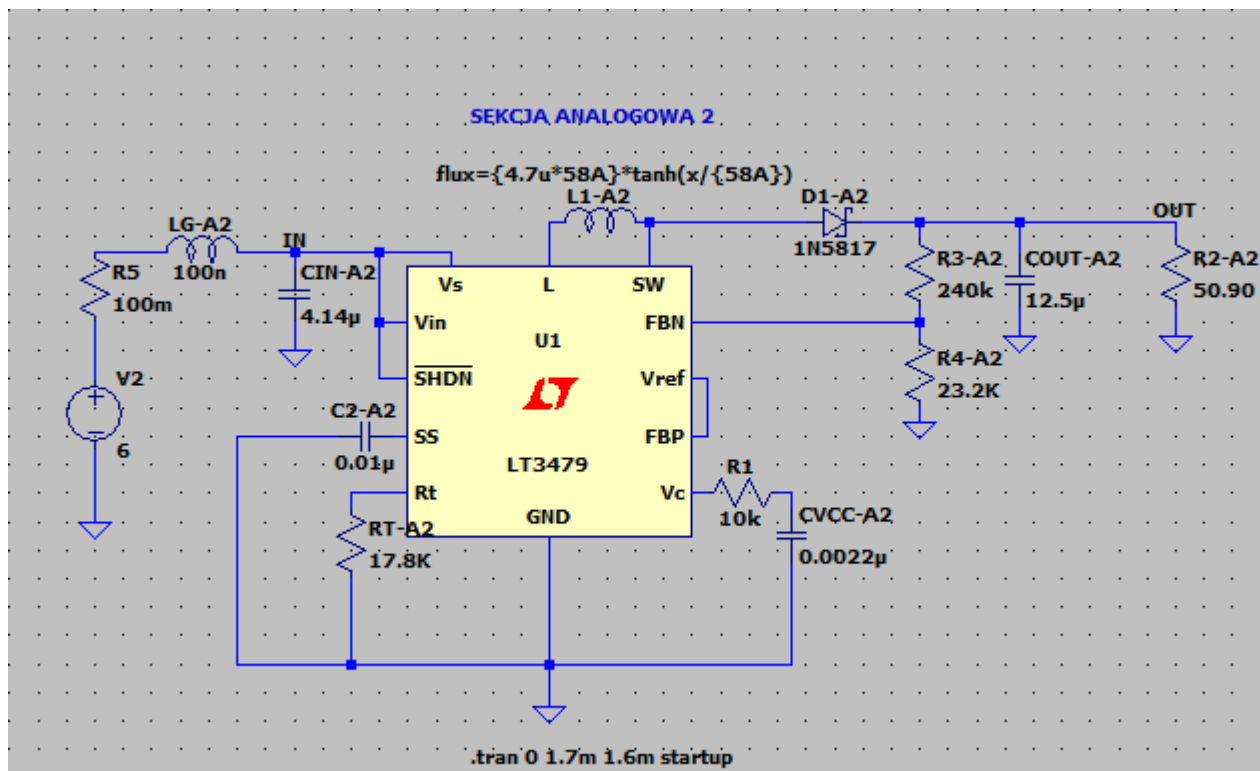 SEKCJA ANALOGOWA 2
flux={4.7u*58A}*tanh(x/{58A})
L1-A2
D1-A2
1N5817
OUT
LG-A2
100n
IN
R5
100m
CIN-A2
4.14µ
V2
6
C2-A2
0.01µ
RT-A2
17.8K
Vs
L
SW
Vin
SHDN
SS
Rt
GND
U1
LT3479
FBN
Vref
FBP
Vc
R1
10k
CVCC-A2
0.0022µ
R3-A2
240k
COUT-A2
12.5µ
R2-A2
50.90
R4-A2
23.2K
.tran 0 1.7m 1.6m startup